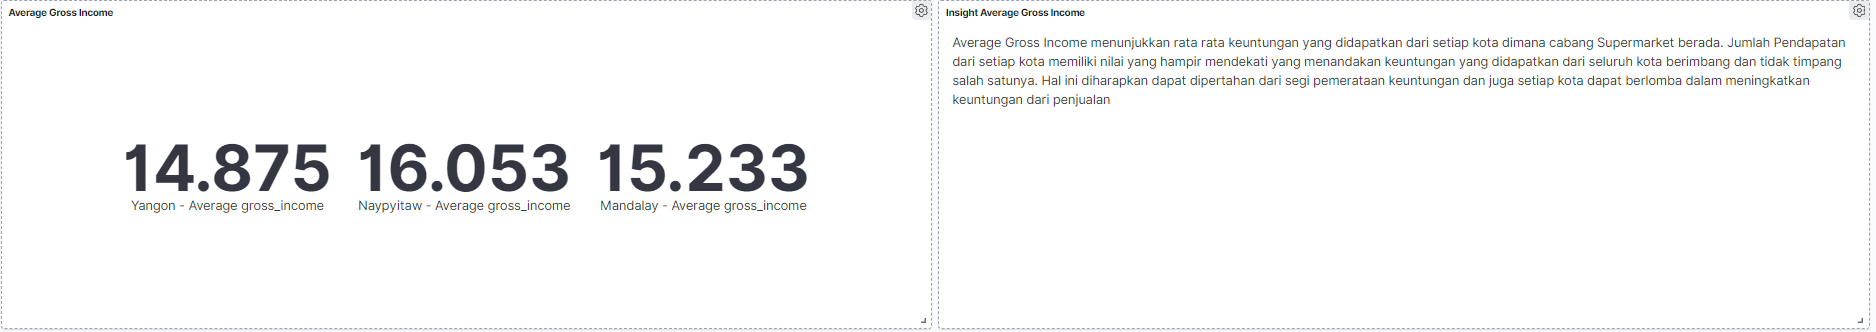 Average Gross Income
14.875 16.053 15.233
Yangon - Average gross_income Naypyitaw - Average gross_income Mandalay - Average gross_income
Insight Average Gross Income
Average Gross Income menunjukkan rata rata keuntungan yang didapatkan dari setiap kota dimana cabang Supermarket berada. Jumlah Pendapatan
dari setiap kota memiliki nilai yang hampir mendekati yang menandakan keuntungan yang didapatkan dari seluruh kota berimbang dan tidak timpang
salah satunya. Hal ini diharapkan dapat dipertahan dari segi pemerataan keuntungan dan juga setiap kota dapat berlomba dalam meningkatkan
keuntungan dari penjualan